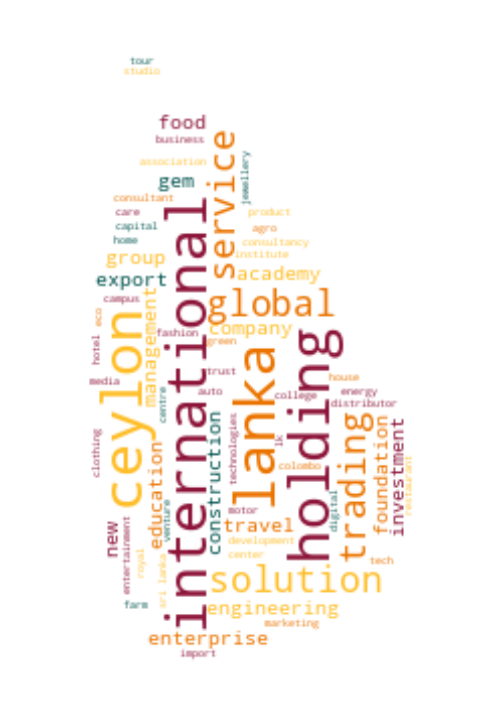 tour
studio
food
business
service
association
jewellery
gem
consultant
international
care
product
capital
agro
home
consultancy
institute
group
academy
export
management
campus
global
eco
ceylon
company
fashion
holding
green
hotel
lanka
trust
media
house
auto
centre
college
energy
distributor
construction
technologies
trading
foundation
investment
clothing
lk
education
colombo
restaurant
venture
digital
motor
new
entertainment
travel
development
center
royal
sri lanka
tech
solution
farm
engineering
marketing
enterprise
import